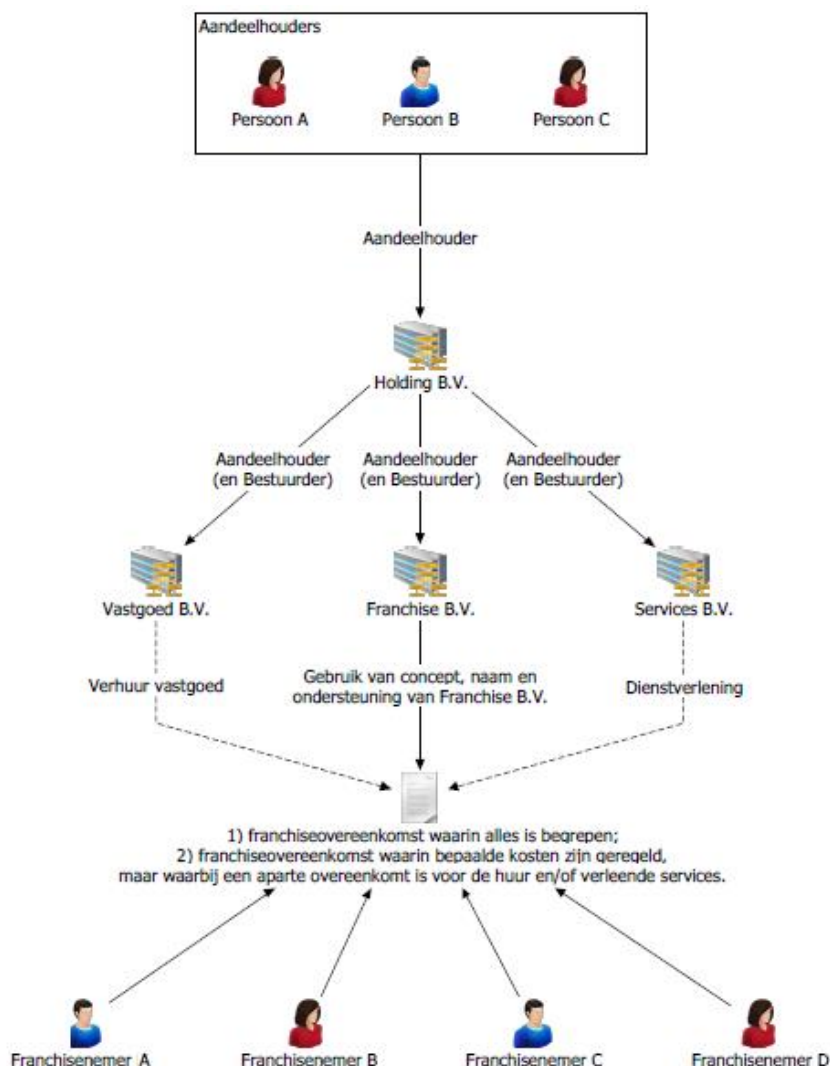 Aandeelhouders
Persoon A
Persoon B
Persoon C
Aandeelhouder
Holding B.V.
Aandeelhouder
(en Bestuurder)
Aandeelhouder
(en Bestuurder)
Aandeelhouder
(en Bestuurder)
Vastgoed B.V.
Franchise B.V.
Services B.V.
Verhuur vastgoed
Gebruik van concept, naam en
ondersteuning van Franchise B.V.
Dienstverlening
1) franchiseovereenkomst waarin alles is begrepen;
2) franchiseovereenkomst waarin bepaalde kosten zijn geregeld,
maar waarbij een aparte overeenkomt is voor de huur en/of verleende services.
Franchisenemer A
Franchisenemer B
Franchisenemer C
Franchisenemer D